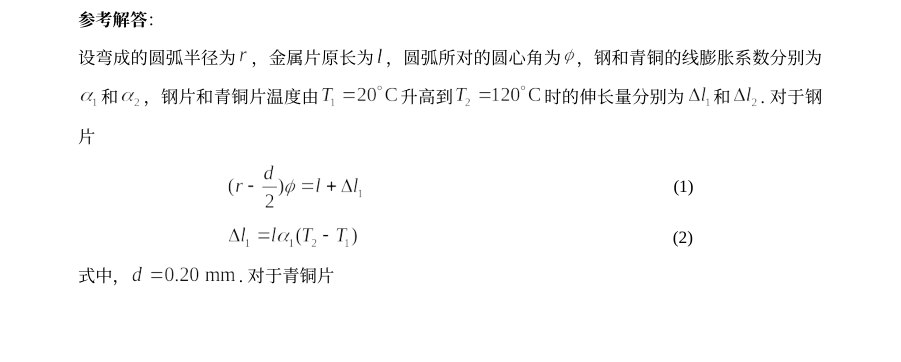 参考解答：
设弯成的圆弧半径为 r ，金属片原长为 l ，圆弧所对的圆心角为 ϕ ，钢和青铜的线膨胀系数分别为
α₁ 和 α₂ ，钢片和青铜片温度由 T₁ =20°C 升高到 T₂ =120°C 时的伸长量分别为 Δl₁ 和 Δl₂ . 对于钢
片
(r - d/2)ϕ = l + Δl₁ (1)
Δl₁ = lα₁(T₂ - T₁) (2)
式中， d =0.20 mm . 对于青铜片